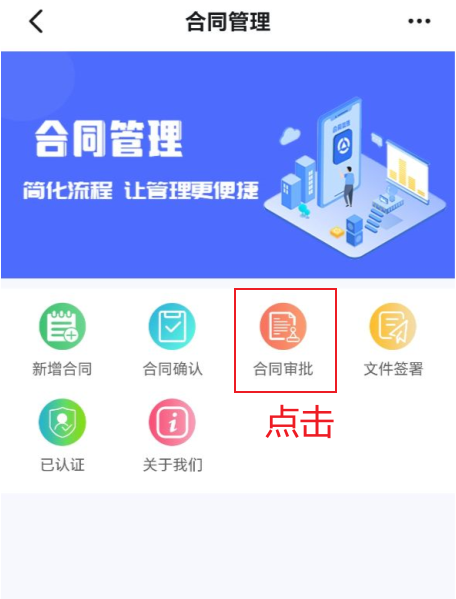 合同管理
合同管理
简化流程 让管理更便捷
新增合同 合同确认 合同审批 文件签署
点击
已认证 关于我们